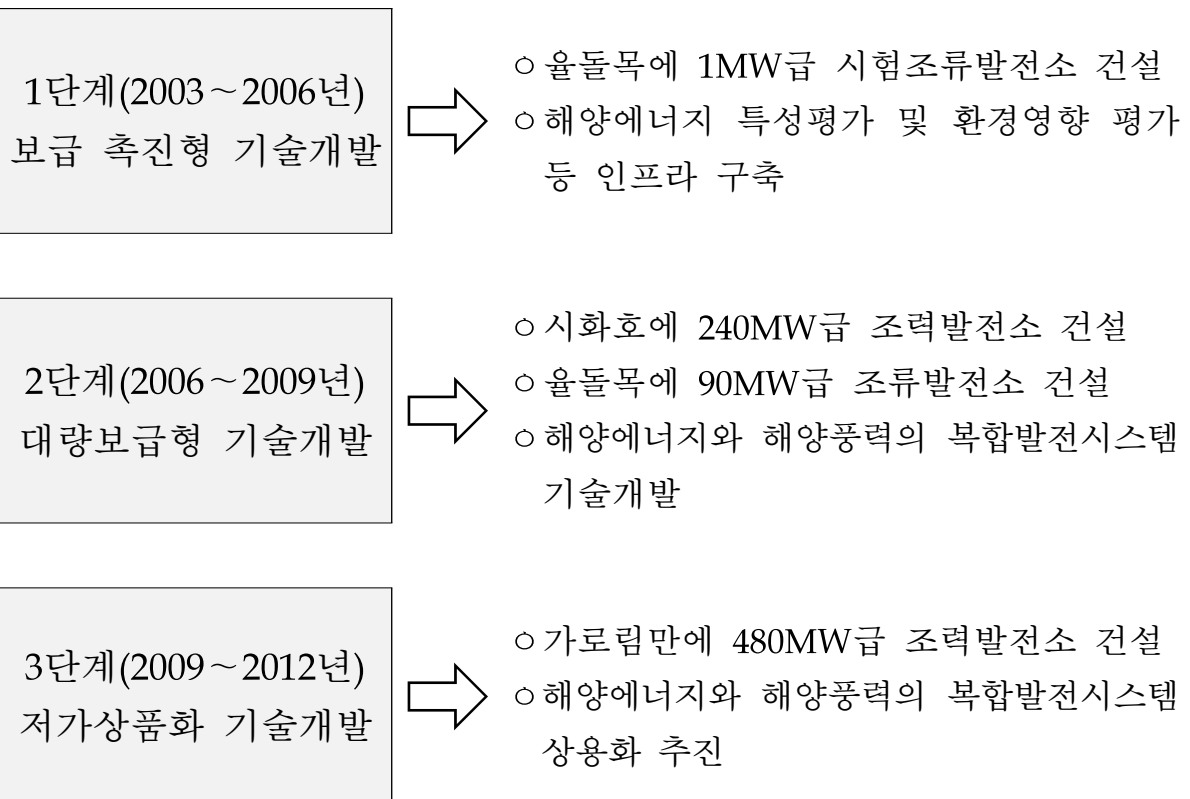 1단계(2003～2006년)
보급 촉진형 기술개발
ㅇ율돌목에 1MW급 시험조류발전소 건설
ㅇ해양에너지 특성평가 및 환경영향 평가
등 인프라 구축
2단계(2006～2009년)
대량보급형 기술개발
ㅇ시화호에 240MW급 조력발전소 건설
ㅇ율돌목에 90MW급 조류발전소 건설
ㅇ해양에너지와 해양풍력의 복합발전시스템
기술개발
3단계(2009～2012년)
저가상품화 기술개발
ㅇ가로림만에 480MW급 조력발전소 건설
ㅇ해양에너지와 해양풍력의 복합발전시스템
상용화 추진